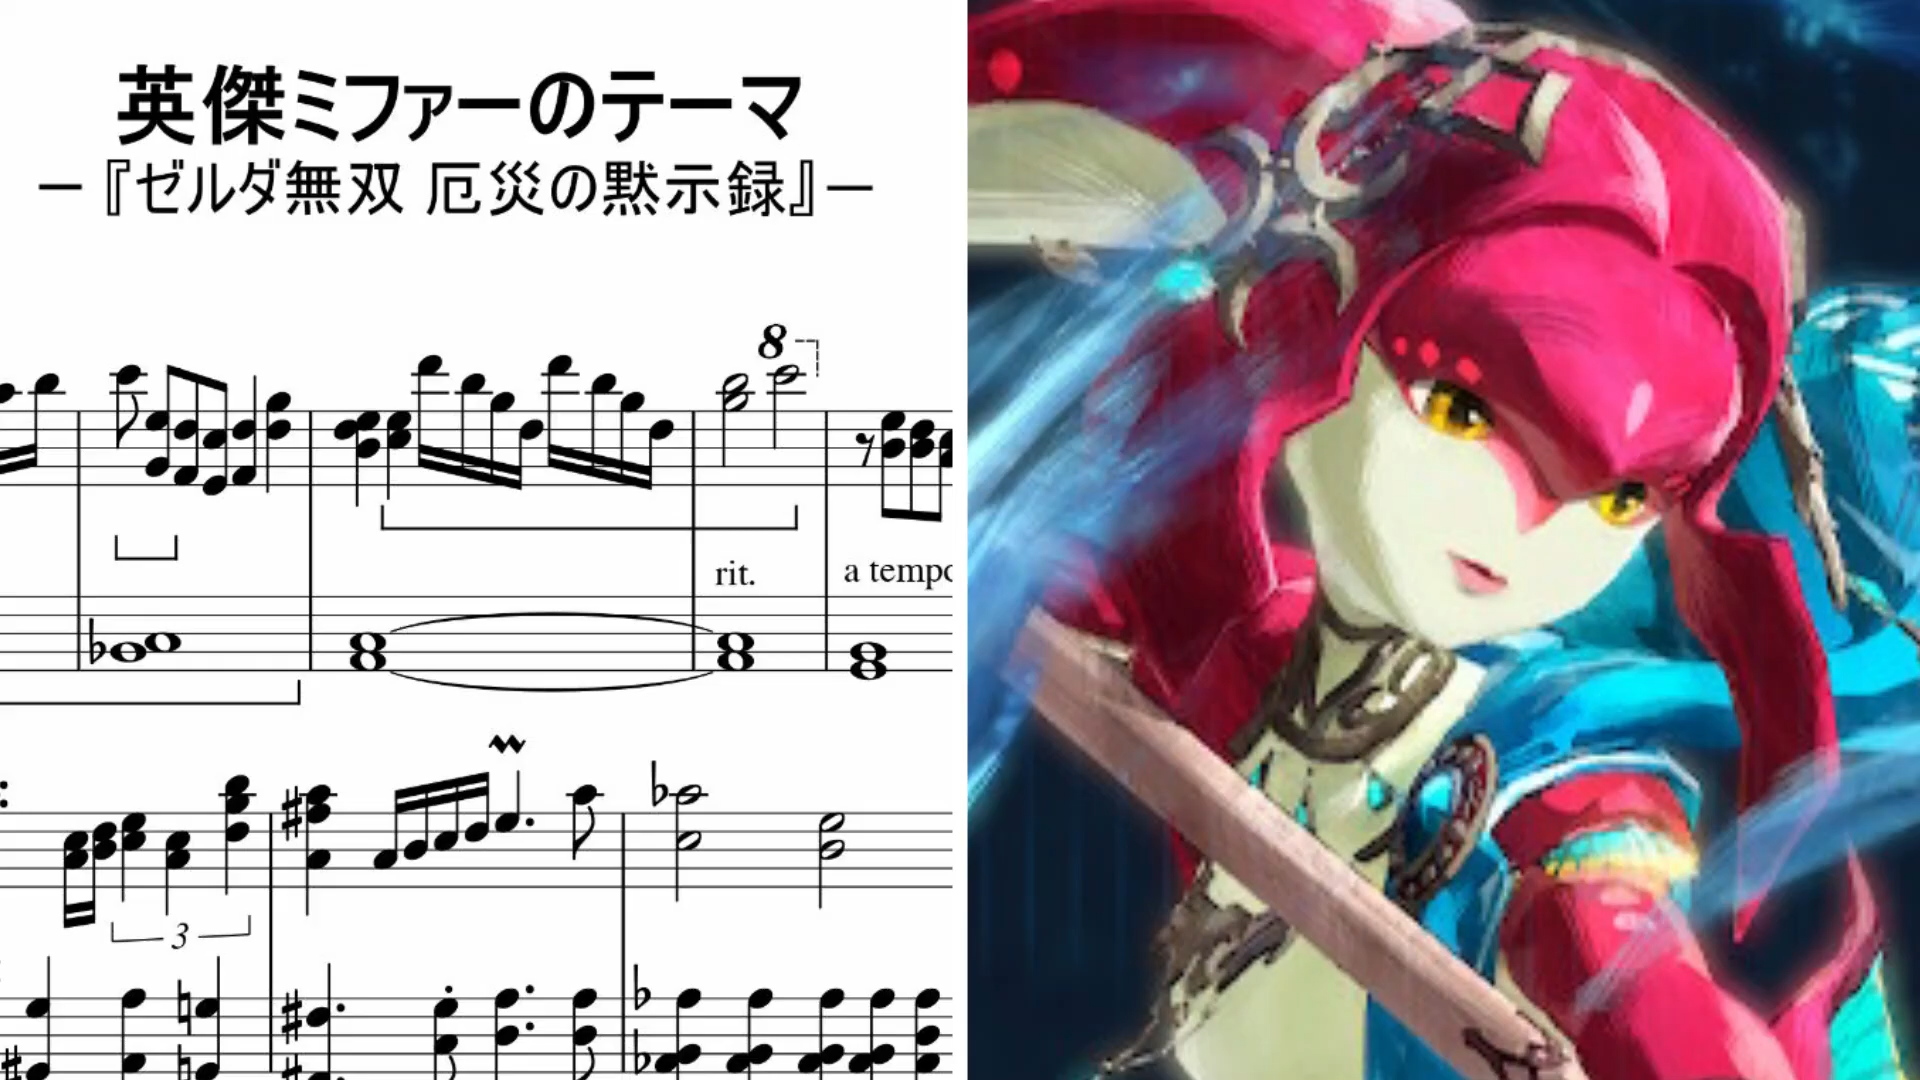 英傑ミファーのテーマ
－『ゼルダ無双 厄災の黙示録』－
8
rit.
a tempo
3